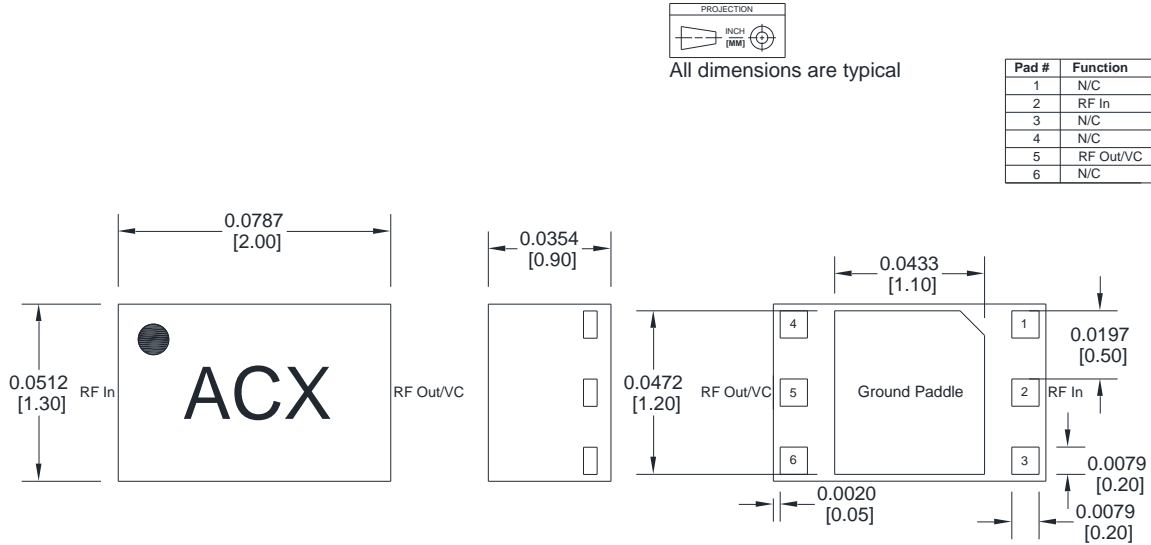 PROJECTION
INCH
[MM]
All dimensions are typical
Pad # Function
1 N/C
2 RF In
3 N/C
4 N/C
5 RF Out/VC
6 N/C
0.0787
[2.00]
0.0354
[0.90]
0.0433
[1.10]
0.0512
[1.30]
RF In
ACX
RF Out/VC
0.0472
[1.20]
RF Out/VC
4
5
6
Ground Paddle
1
2
3
RF In
0.0197
[0.50]
0.0079
[0.20]
0.0020
[0.05]
0.0079
[0.20]